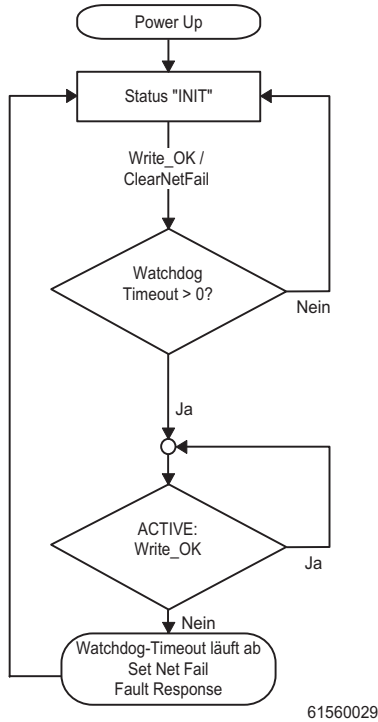 Power Up
Status "INIT"
Write_OK /
ClearNetFail
Watchdog
Timeout > 0?
Nein
Ja
ACTIVE:
Write_OK
Ja
Nein
Watchdog-Timeout läuft ab
Set Net Fail
Fault Response
61560029